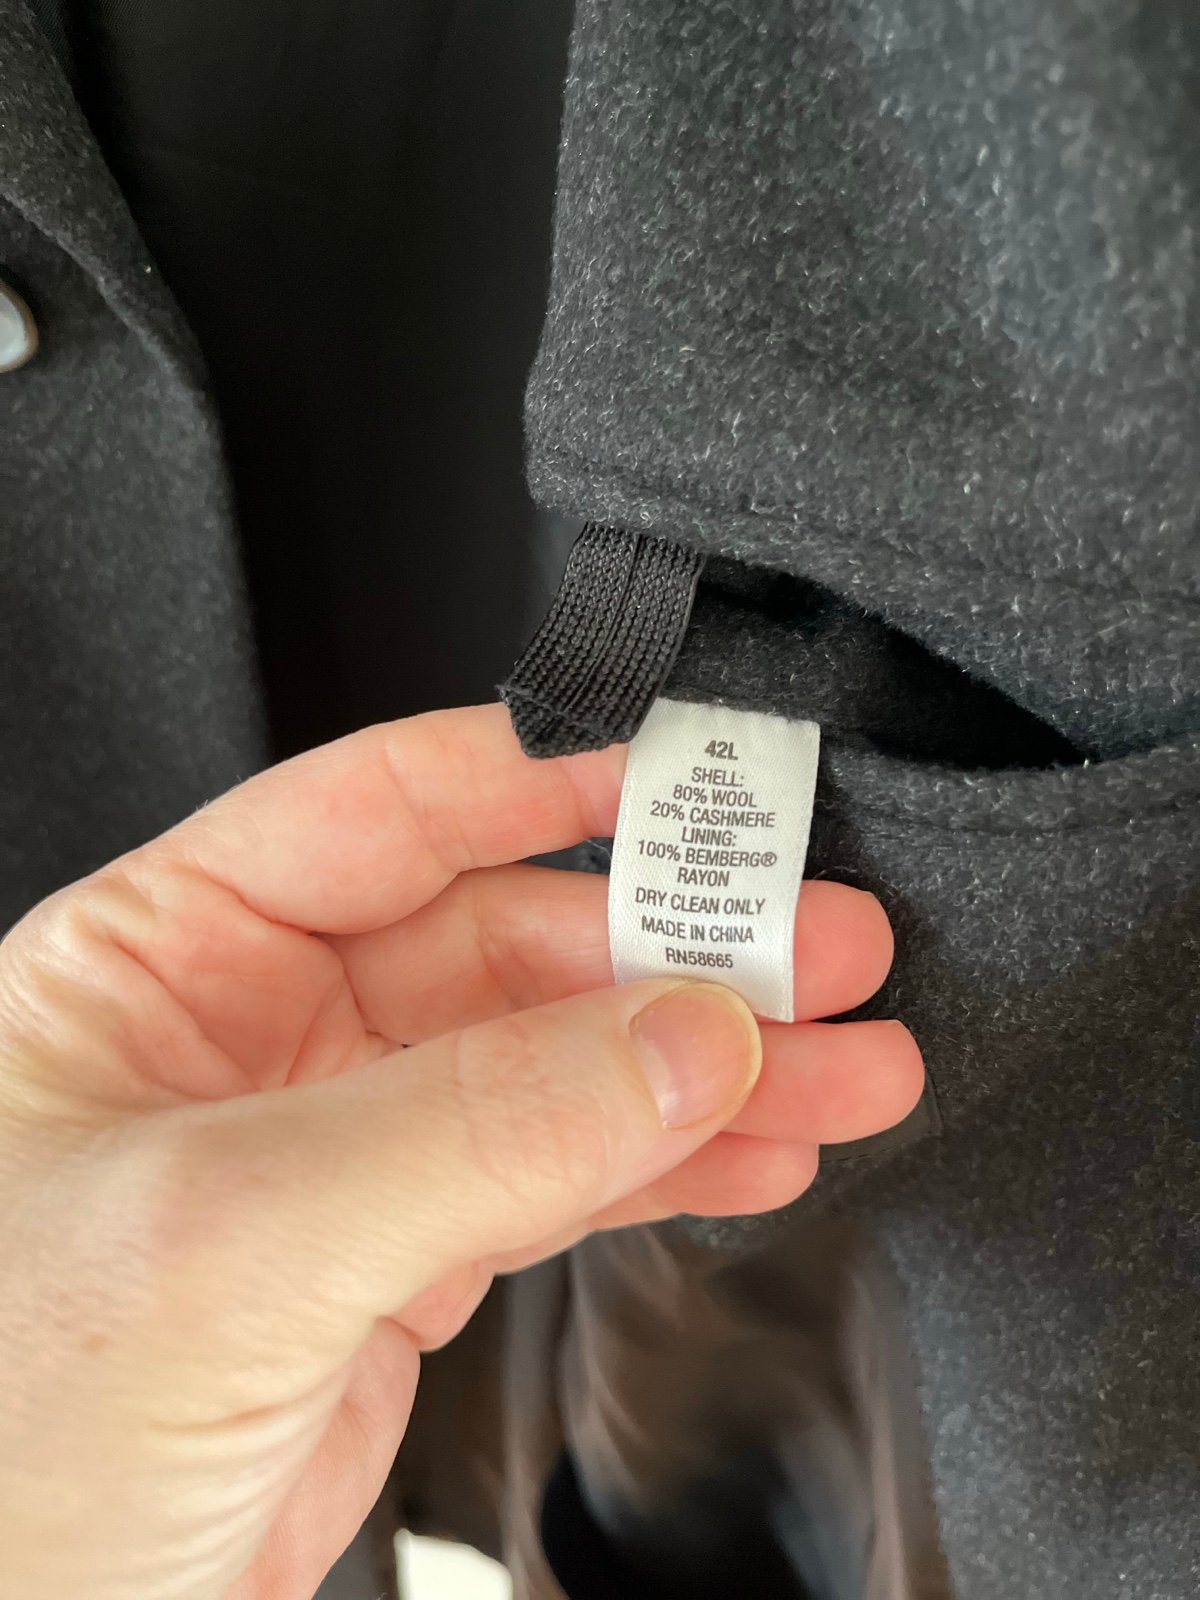 42L
SHELL:
80% WOOL
20% CASHMERE
LINING:
100% BEMBERG®
RAYON
DRY CLEAN ONLY
MADE IN CHINA
RN58665